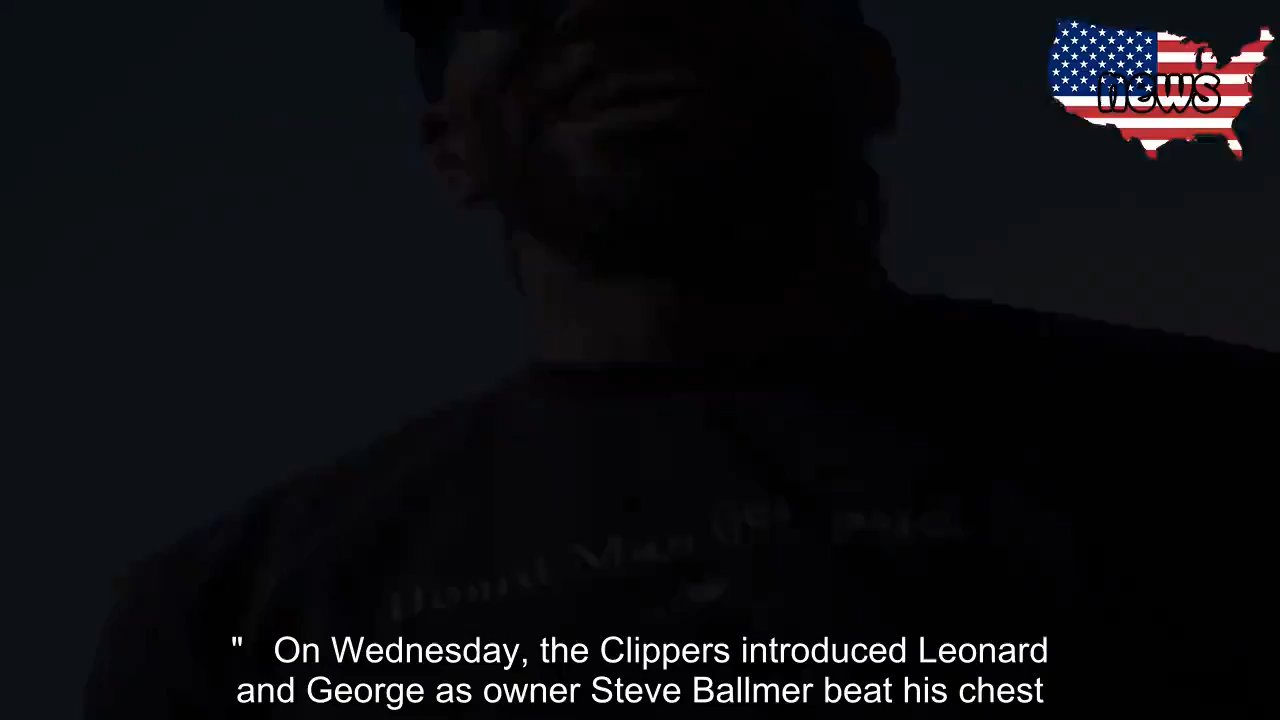 news
"   On Wednesday, the Clippers introduced Leonard
and George as owner Steve Ballmer beat his chest